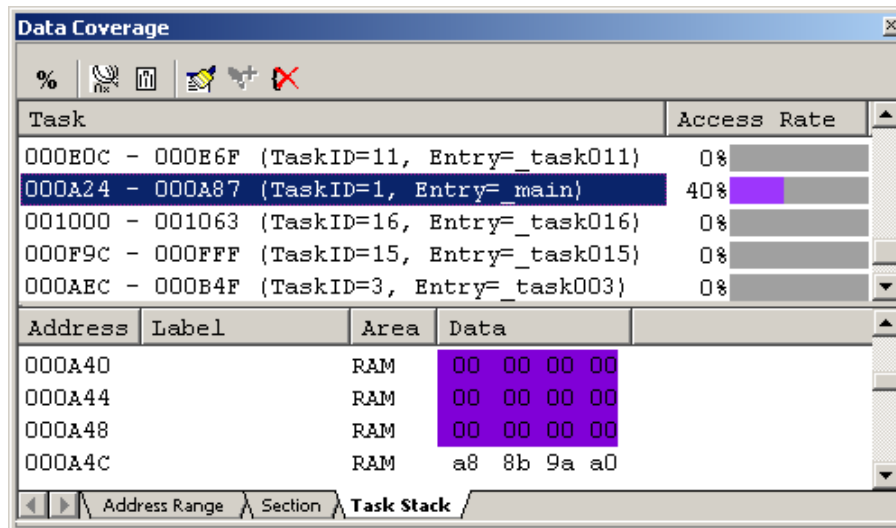 Data Coverage
%
Task Access Rate
000E0C - 000E6F (TaskID=11, Entry=_task011) 0%
000A24 - 000A87 (TaskID=1, Entry=_main) 40%
001000 - 001063 (TaskID=16, Entry=_task016) 0%
000F9C - 000FFF (TaskID=15, Entry=_task015) 0%
000AEC - 000B4F (TaskID=3, Entry=_task003) 0%
Address Label Area Data
000A40 RAM 00 00 00 00
000A44 RAM 00 00 00 00
000A48 RAM 00 00 00 00
000A4C RAM a8 8b 9a a0
Address Range Section Task Stack